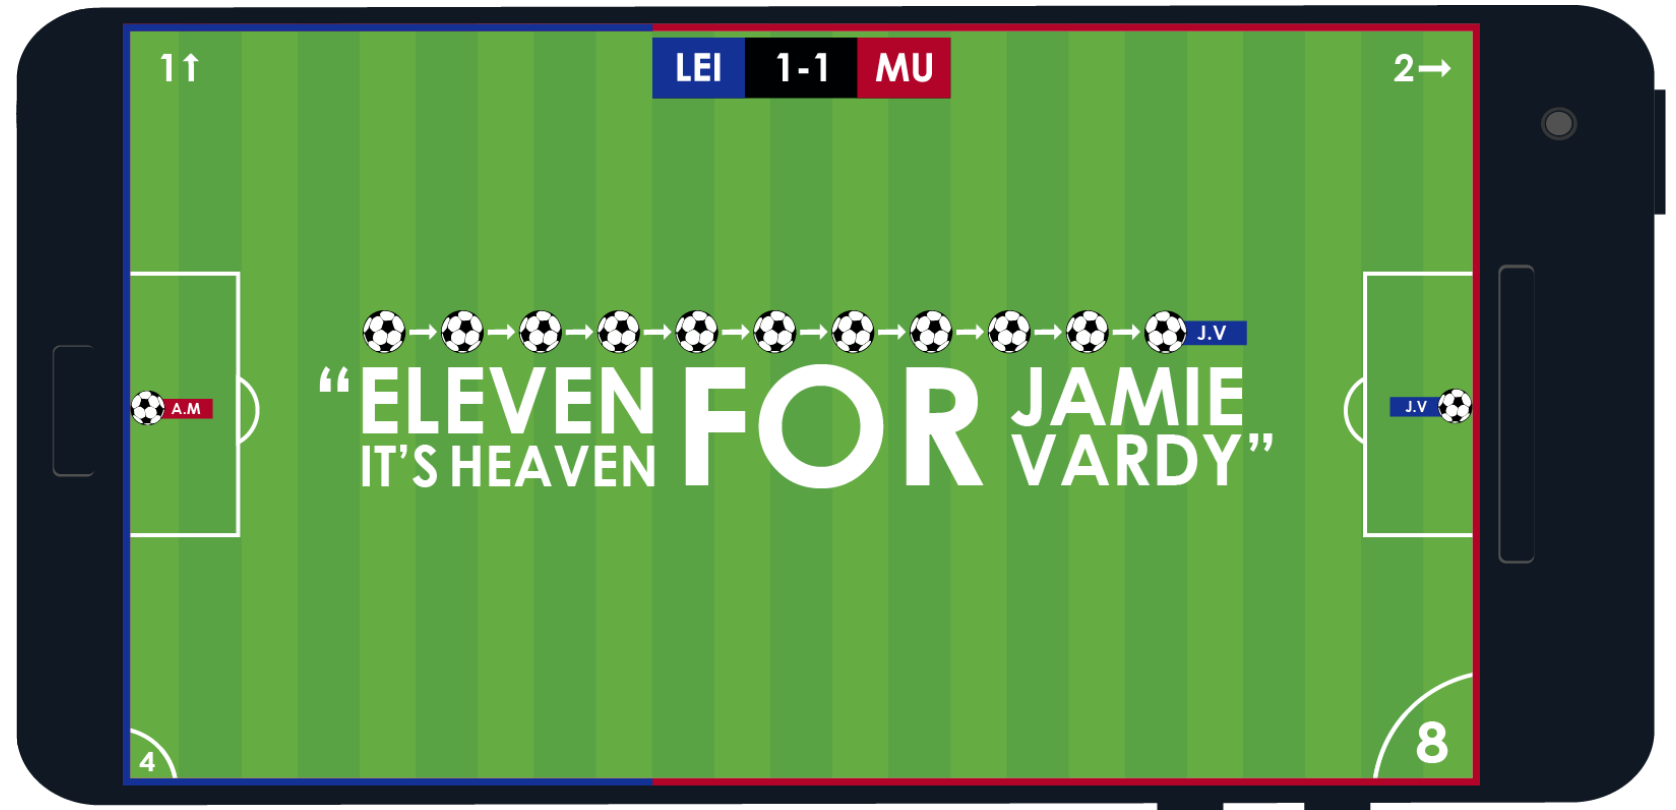 1↑
LEI 1-1 MU
2→
J.V
“ELEVEN FOR JAMIE
IT’S HEAVEN VARDY”
A.M
J.V
4
8